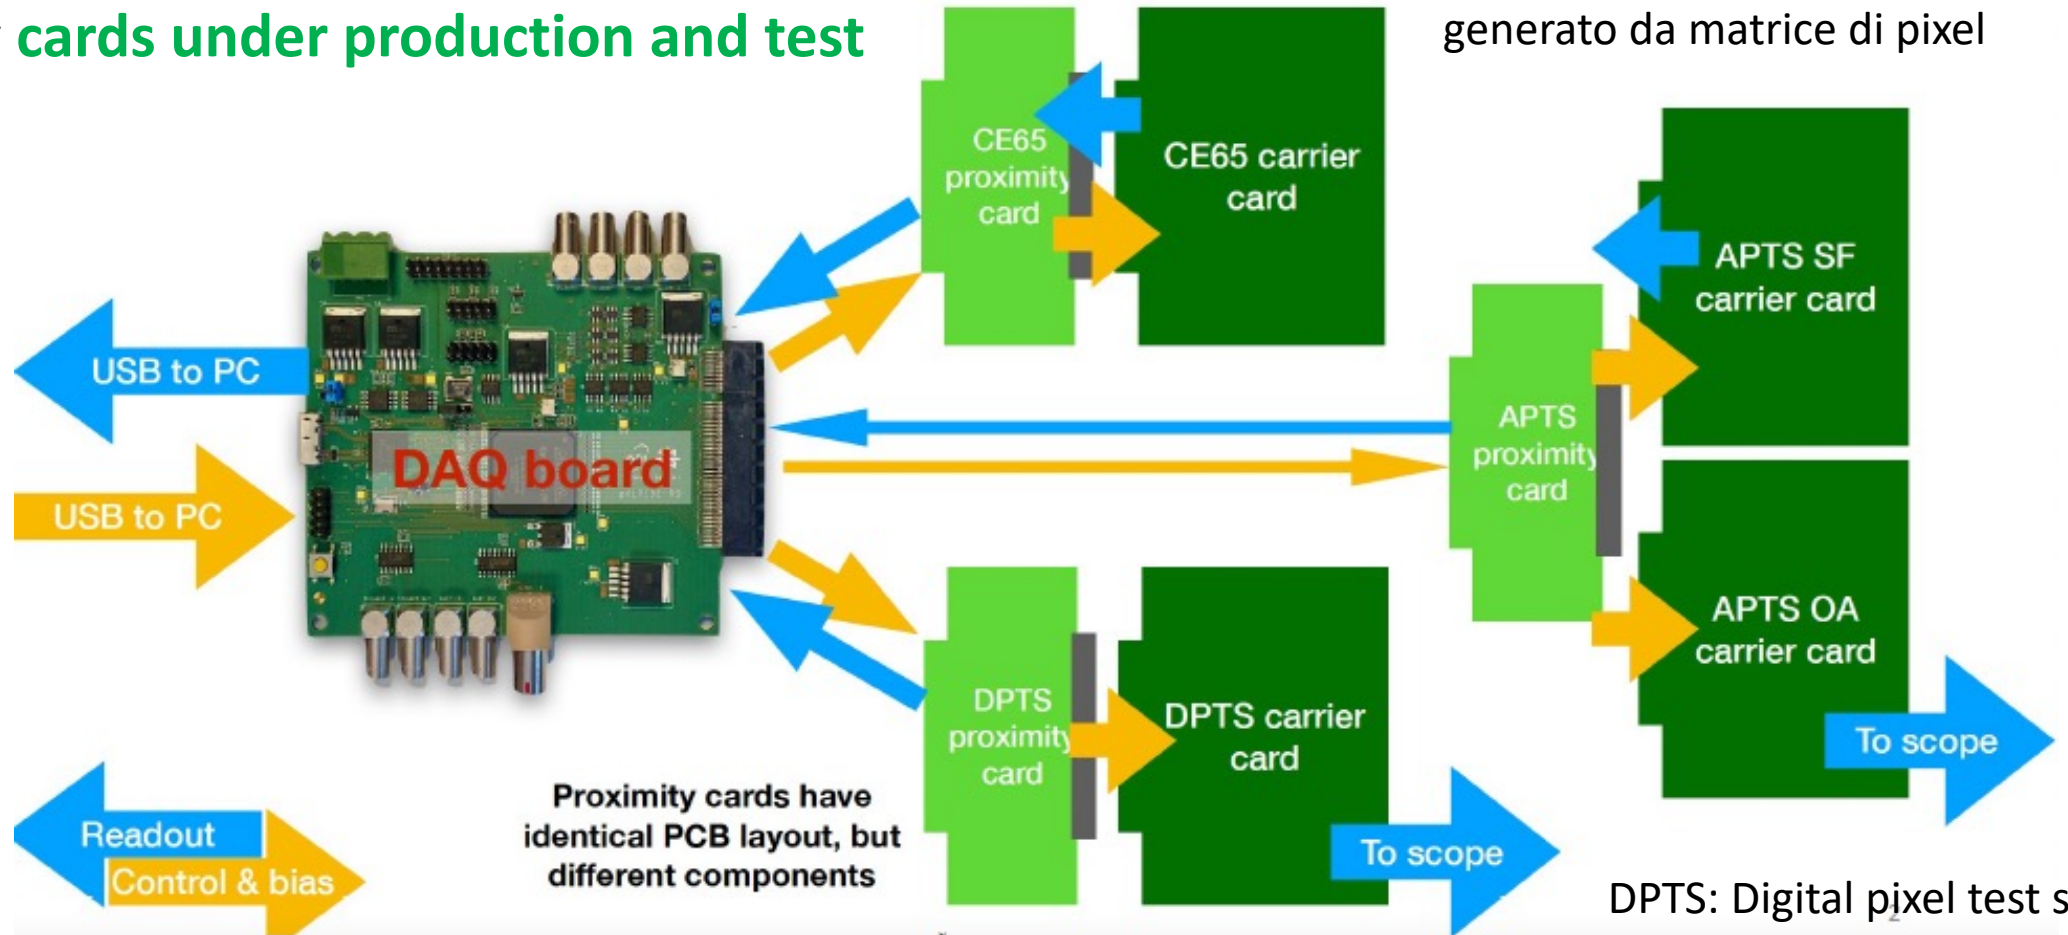 cards under production and test
generato da matrice di pixel
CE65
proximity
card
CE65 carrier
card
APTS SF
carrier card
USB to PC
APTS
proximity
card
DAQ board
USB to PC
APTS OA
carrier card
DPTS
proximity
card
DPTS carrier
card
To scope
Proximity cards have
identical PCB layout, but
different components
Readout
Control & bias
To scope
DPTS: Digital pixel test s
2